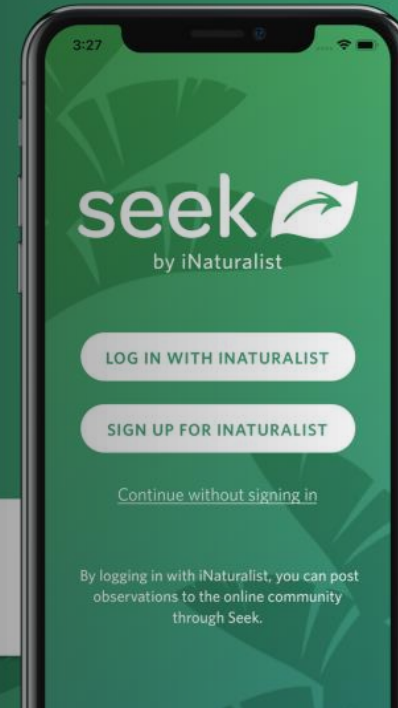 3:27
seek
by iNaturalist
LOG IN WITH INATURALIST
SIGN UP FOR INATURALIST
Continue without signing in
By logging in with iNaturalist, you can post
observations to the online community
through Seek.